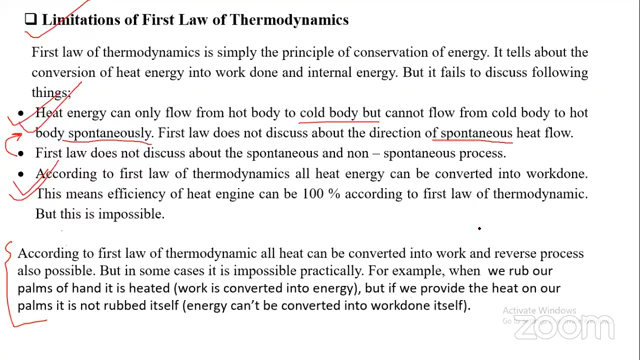 ❑ Limitations of First Law of Thermodynamics
First law of thermodynamics is simply the principle of conservation of energy. It tells about the
conversion of heat energy into work done and internal energy. But it fails to discuss following
things;
• Heat energy can only flow from hot body to cold body but cannot flow from cold body to hot
body spontaneously. First law does not discuss about the direction of spontaneous heat flow.
• First law does not discuss about the spontaneous and non – spontaneous process.
• According to first law of thermodynamics all heat energy can be converted into workdone.
This means efficiency of heat engine can be 100 % according to first law of thermodynamic.
But this is impossible.
According to first law of thermodynamic all heat can be converted into work and reverse process
also possible. But in some cases it is impossible practically. For example, when we rub our
palms of hand it is heated (work is converted into energy), but if we provide the heat on our
palms it is not rubbed itself (energy can't be converted into workdone itself).
Activate Windows
Go to
zoom